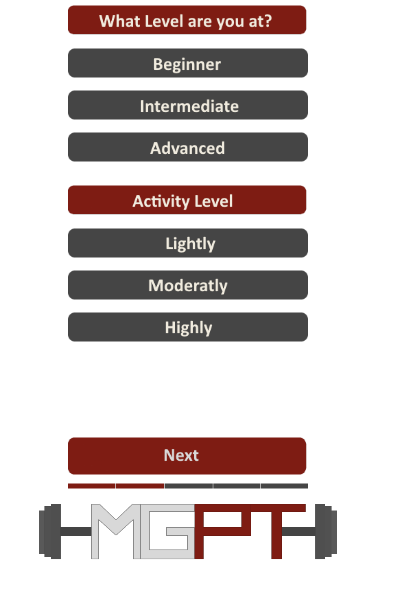 What Level are you at?
Beginner
Intermediate
Advanced
Activity Level
Lightly
Moderatly
Highly
Next
MGPT